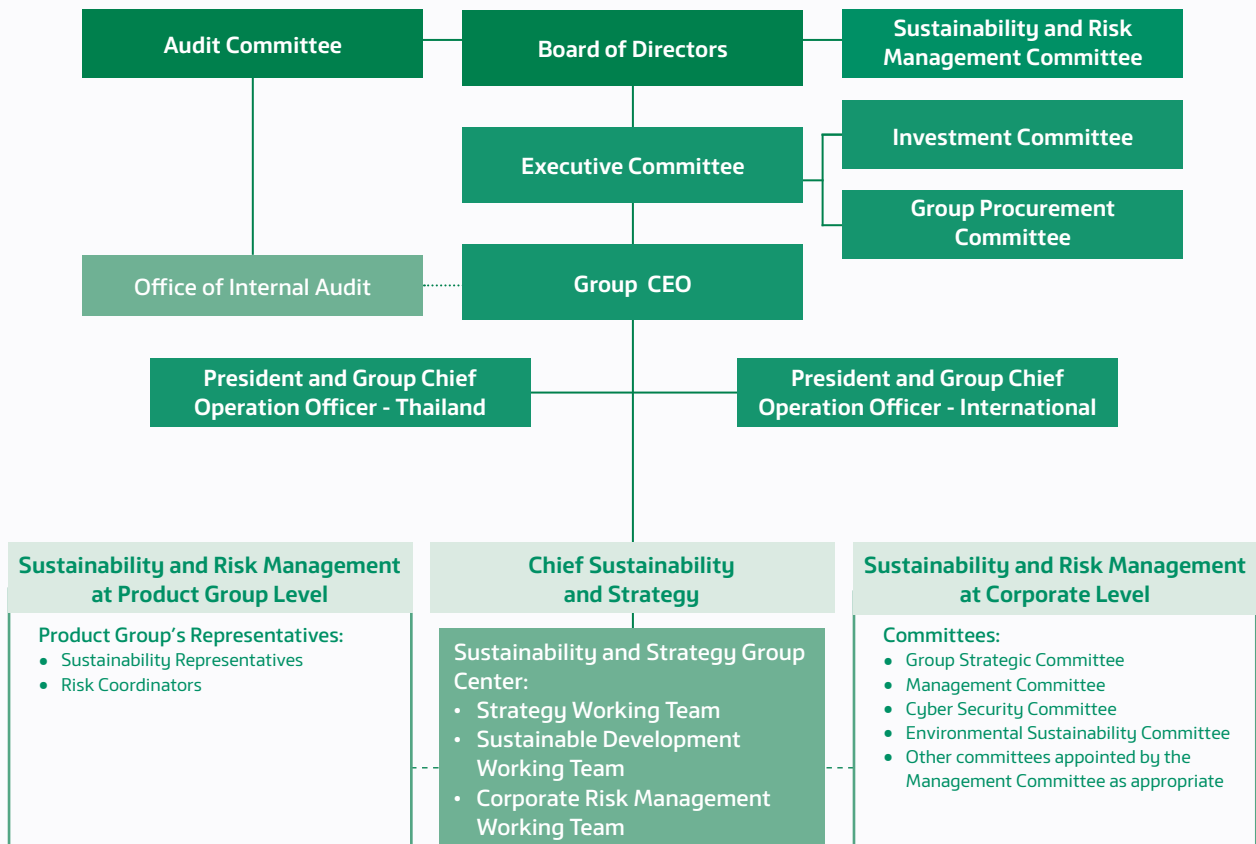 Audit Committee
Board of Directors
Sustainability and Risk
Management Committee
Executive Committee
Investment Committee
Group Procurement
Committee
Office of Internal Audit
Group CEO
President and Group Chief
Operation Officer - Thailand
President and Group Chief
Operation Officer - International
Sustainability and Risk Management
at Product Group Level
Product Group's Representatives:
• Sustainability Representatives
• Risk Coordinators
Chief Sustainability
and Strategy
Sustainability and Strategy Group
Center:
• Strategy Working Team
• Sustainable Development
Working Team
• Corporate Risk Management
Working Team
Sustainability and Risk Management
at Corporate Level
Committees:
• Group Strategic Committee
• Management Committee
• Cyber Security Committee
• Environmental Sustainability Committee
• Other committees appointed by the
Management Committee as appropriate